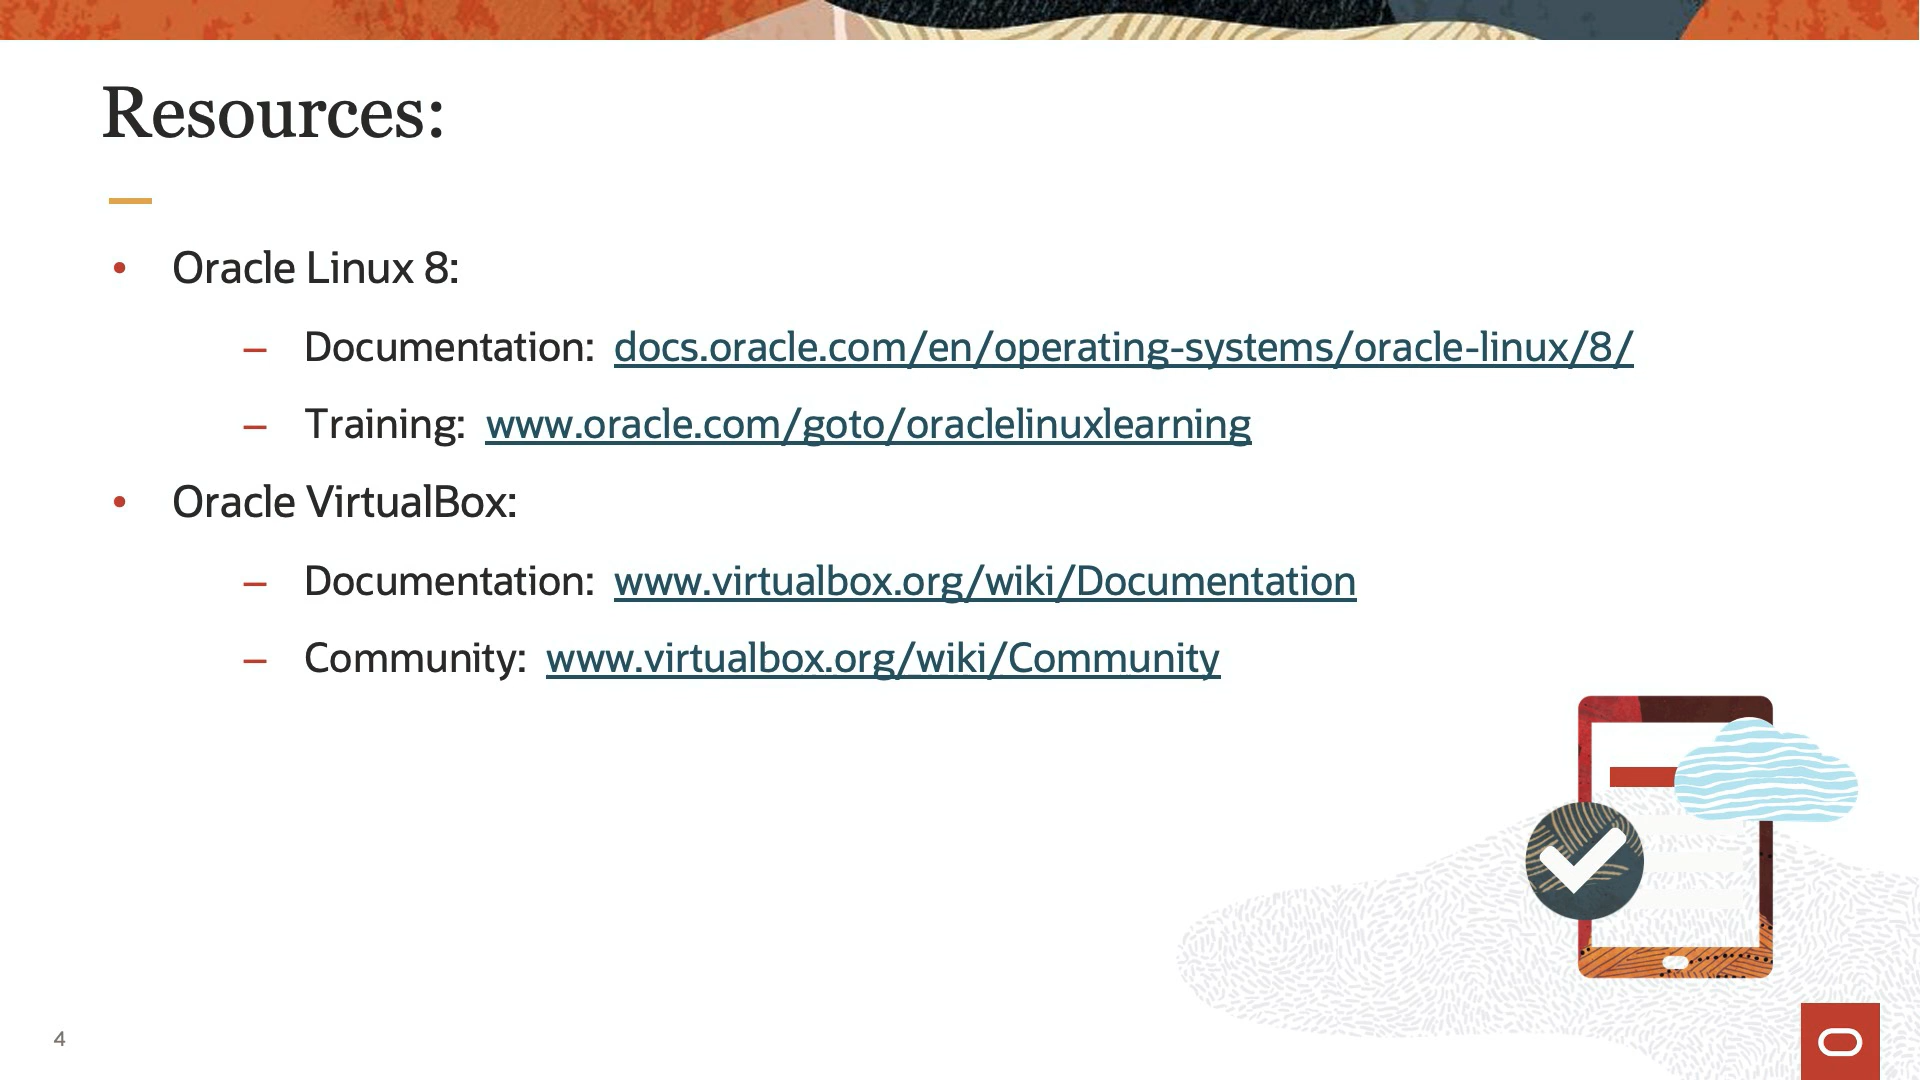 Resources:
• Oracle Linux 8:
– Documentation: docs.oracle.com/en/operating-systems/oracle-linux/8/
– Training: www.oracle.com/goto/oraclelinuxlearning
• Oracle VirtualBox:
– Documentation: www.virtualbox.org/wiki/Documentation
– Community: www.virtualbox.org/wiki/Community
4